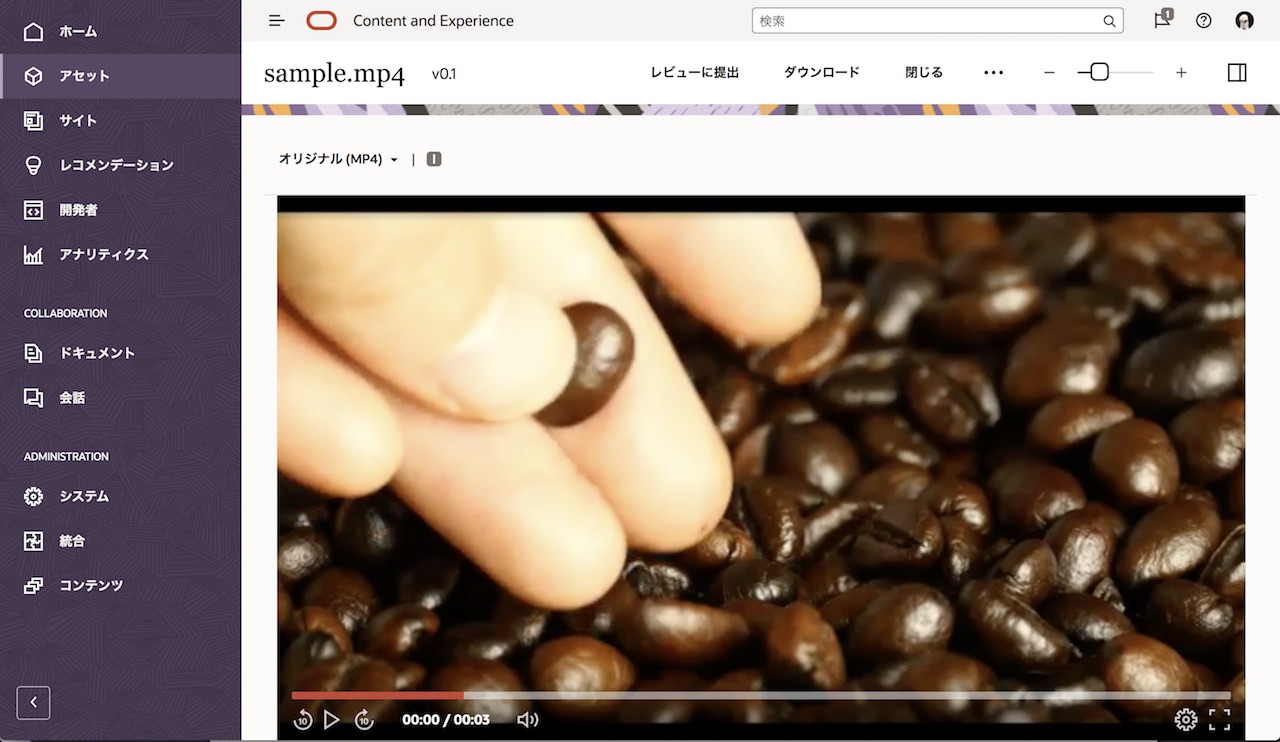 ホーム
アセット
サイト
レコメンデーション
開発者
アナリティクス
COLLABORATION
ドキュメント
会話
ADMINISTRATION
システム
統合
コンテンツ
Content and Experience
検索
1
sample.mp4 v0.1
レビューに提出 ダウンロード 閉じる
オリジナル (MP4) | I
10 10 00:00 / 00:03